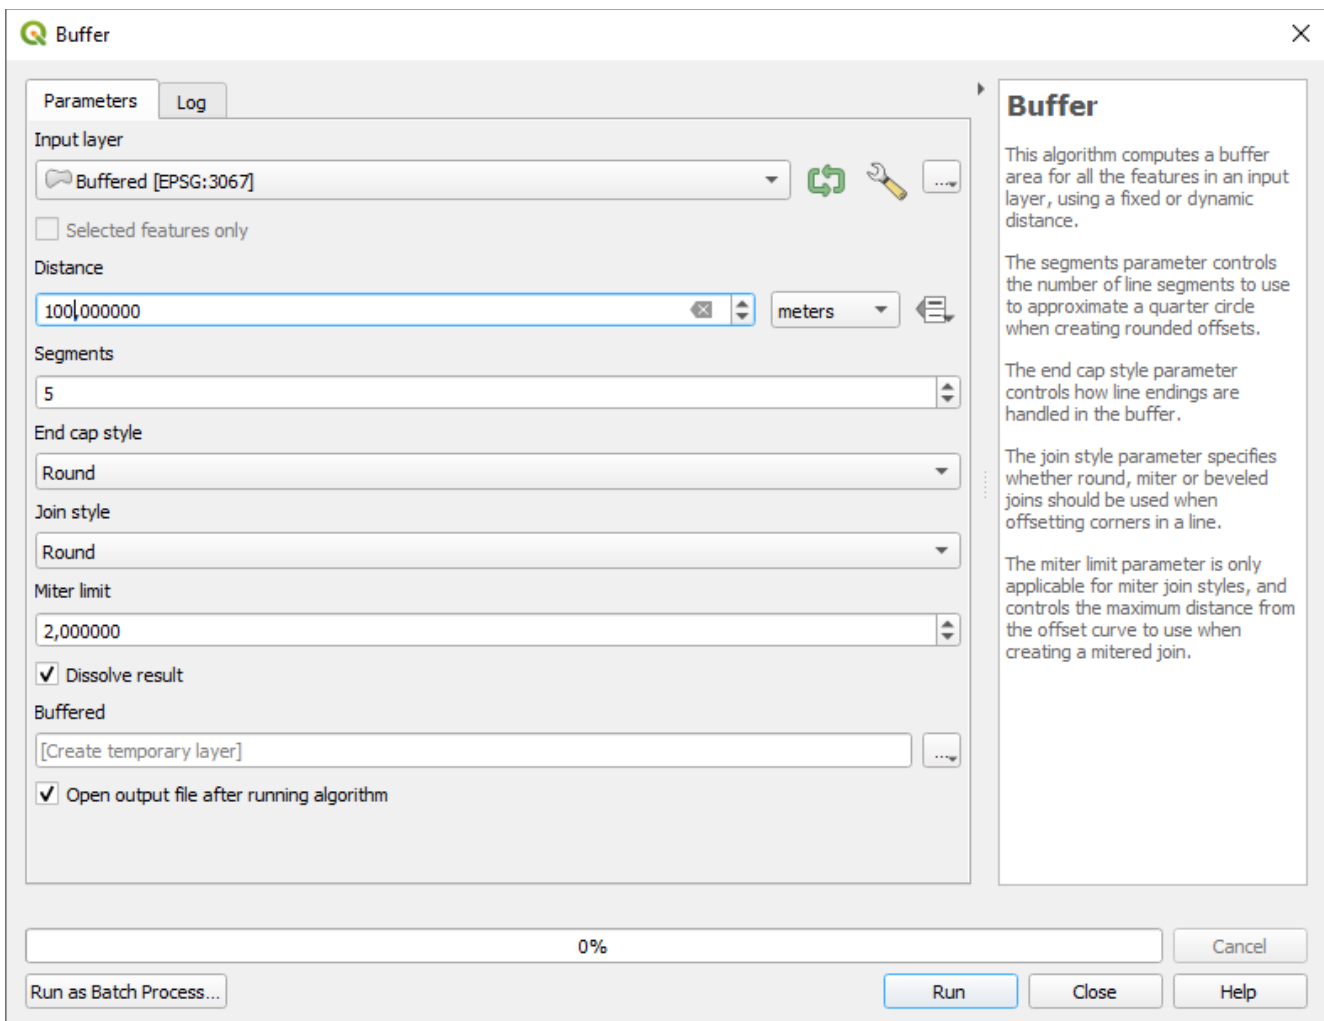 Buffer
Parameters
Log
Input layer
Buffered [EPSG:3067]
...
Selected features only
Distance
100,000000
meters
Segments
5
End cap style
Round
Join style
Round
Miter limit
2,000000
Dissolve result
Buffered
[Create temporary layer]
...
Open output file after running algorithm
Buffer
This algorithm computes a buffer
area for all the features in an input
layer, using a fixed or dynamic
distance.
The segments parameter controls
the number of line segments to use
to approximate a quarter circle
when creating rounded offsets.
The end cap style parameter
controls how line endings are
handled in the buffer.
The join style parameter specifies
whether round, miter or beveled
joins should be used when
offsetting corners in a line.
The miter limit parameter is only
applicable for miter join styles, and
controls the maximum distance from
the offset curve to use when
creating a mitered join.
0%
Cancel
Run as Batch Process...
Run
Close
Help